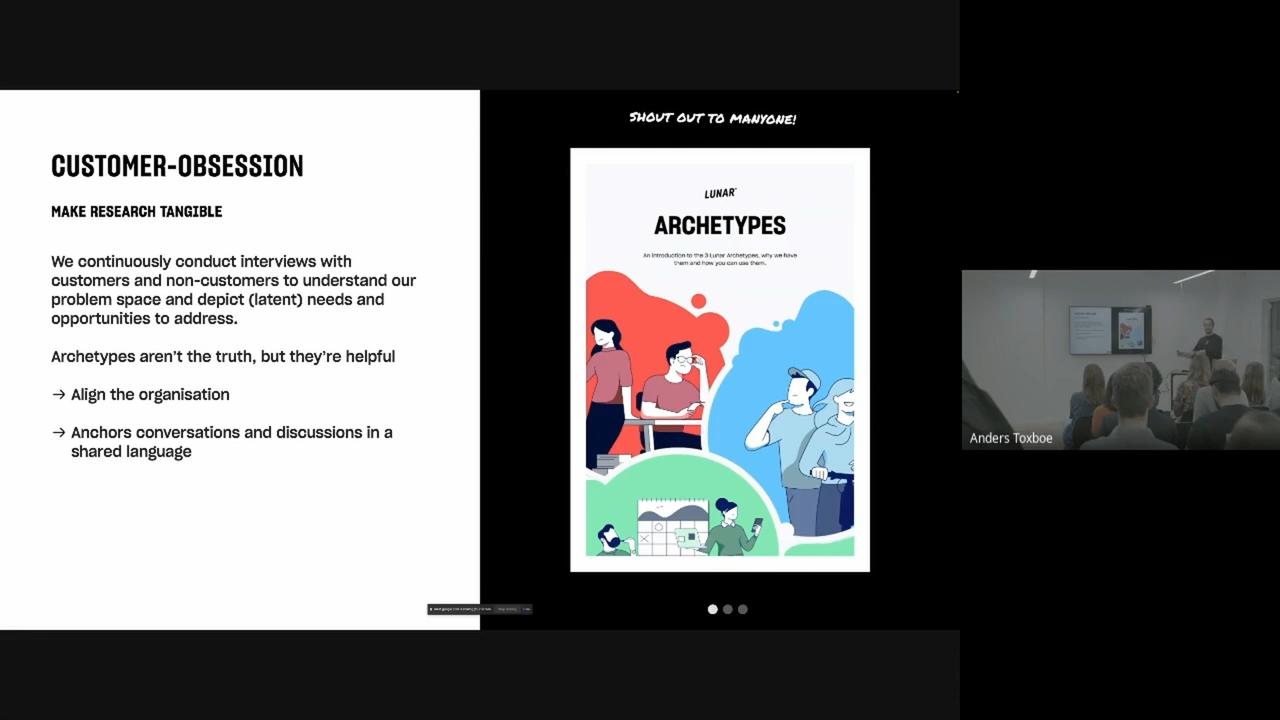 SHOUT OUT TO MANYONE!
CUSTOMER-OBSESSION
MAKE RESEARCH TANGIBLE
We continuously conduct interviews with
customers and non-customers to understand our
problem space and depict (latent) needs and
opportunities to address.
Archetypes aren't the truth, but they're helpful
→ Align the organisation
→ Anchors conversations and discussions in a
shared language
LUNAR°
ARCHETYPES
An introduction to the 3 Lunar Archetypes, why we have
them and how you can use them.
Anders Toxboe